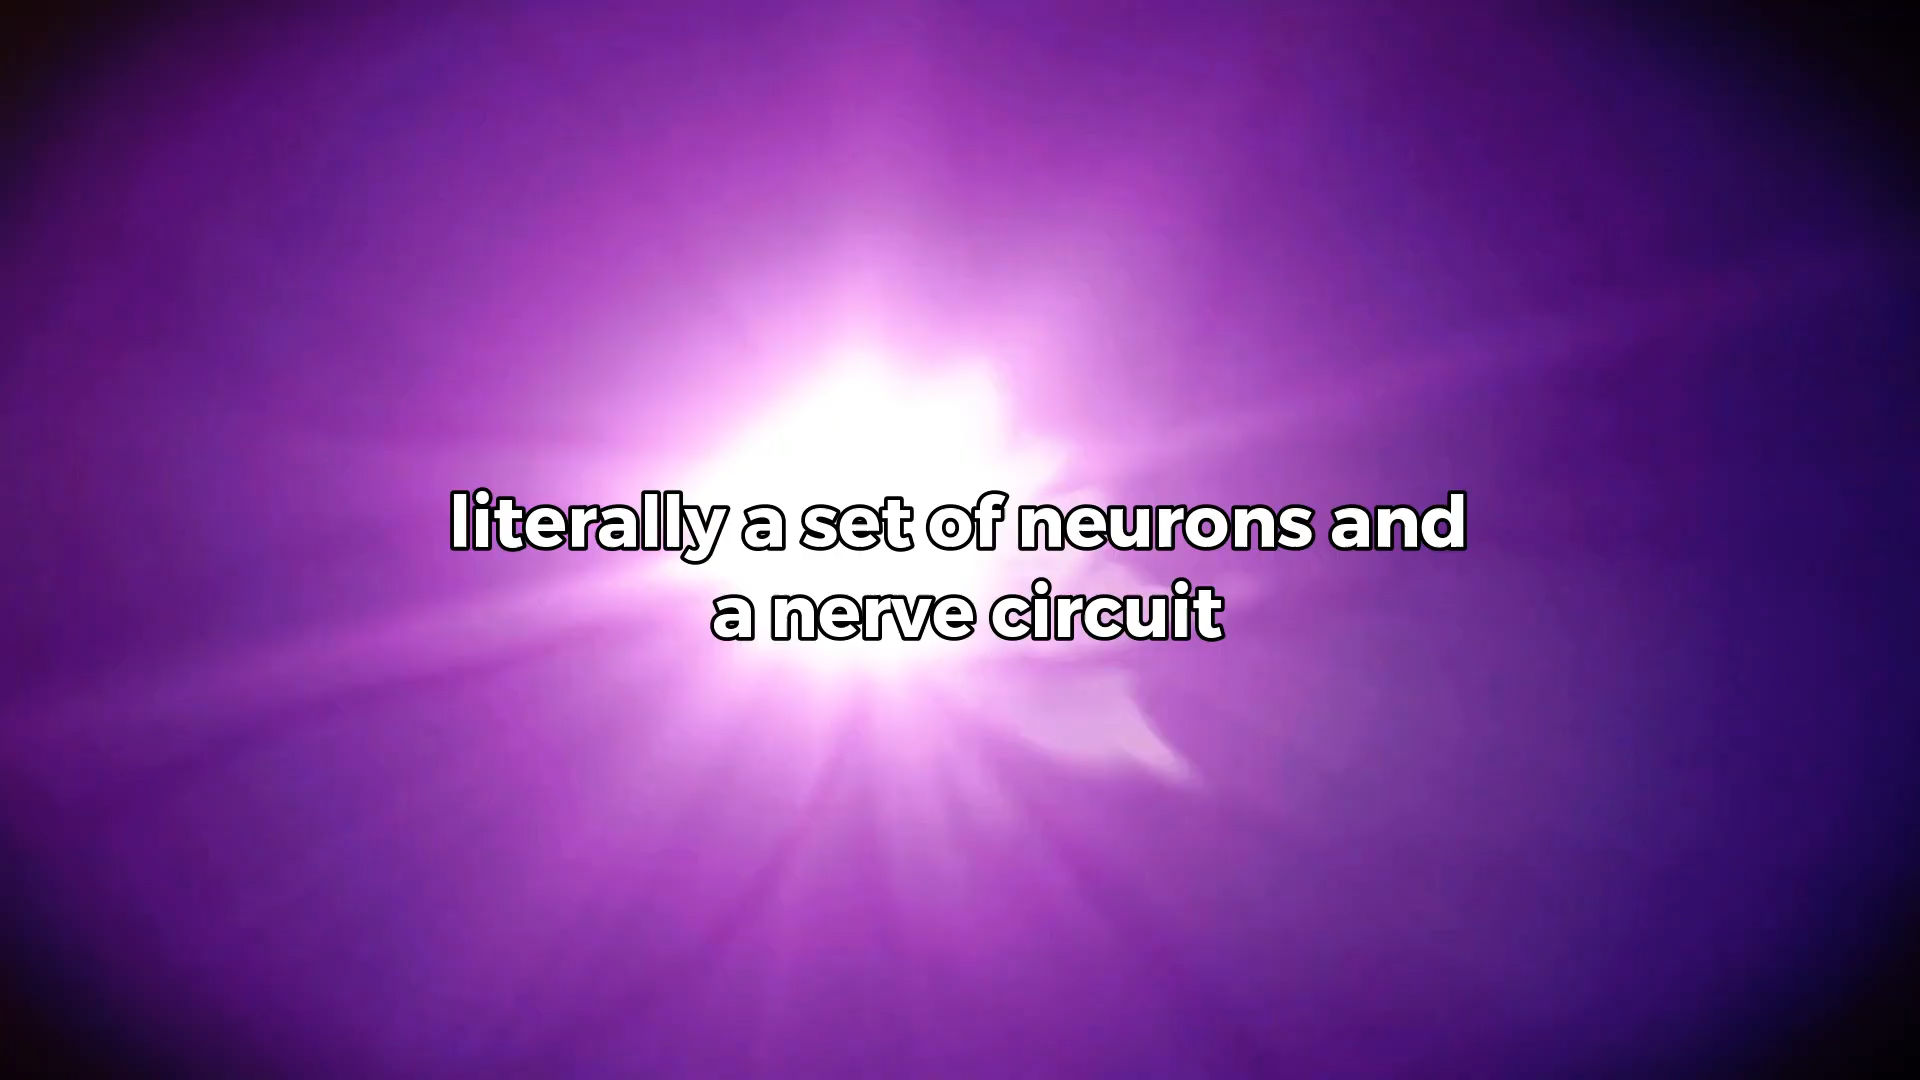 literally a set of neurons and
a nerve circuit